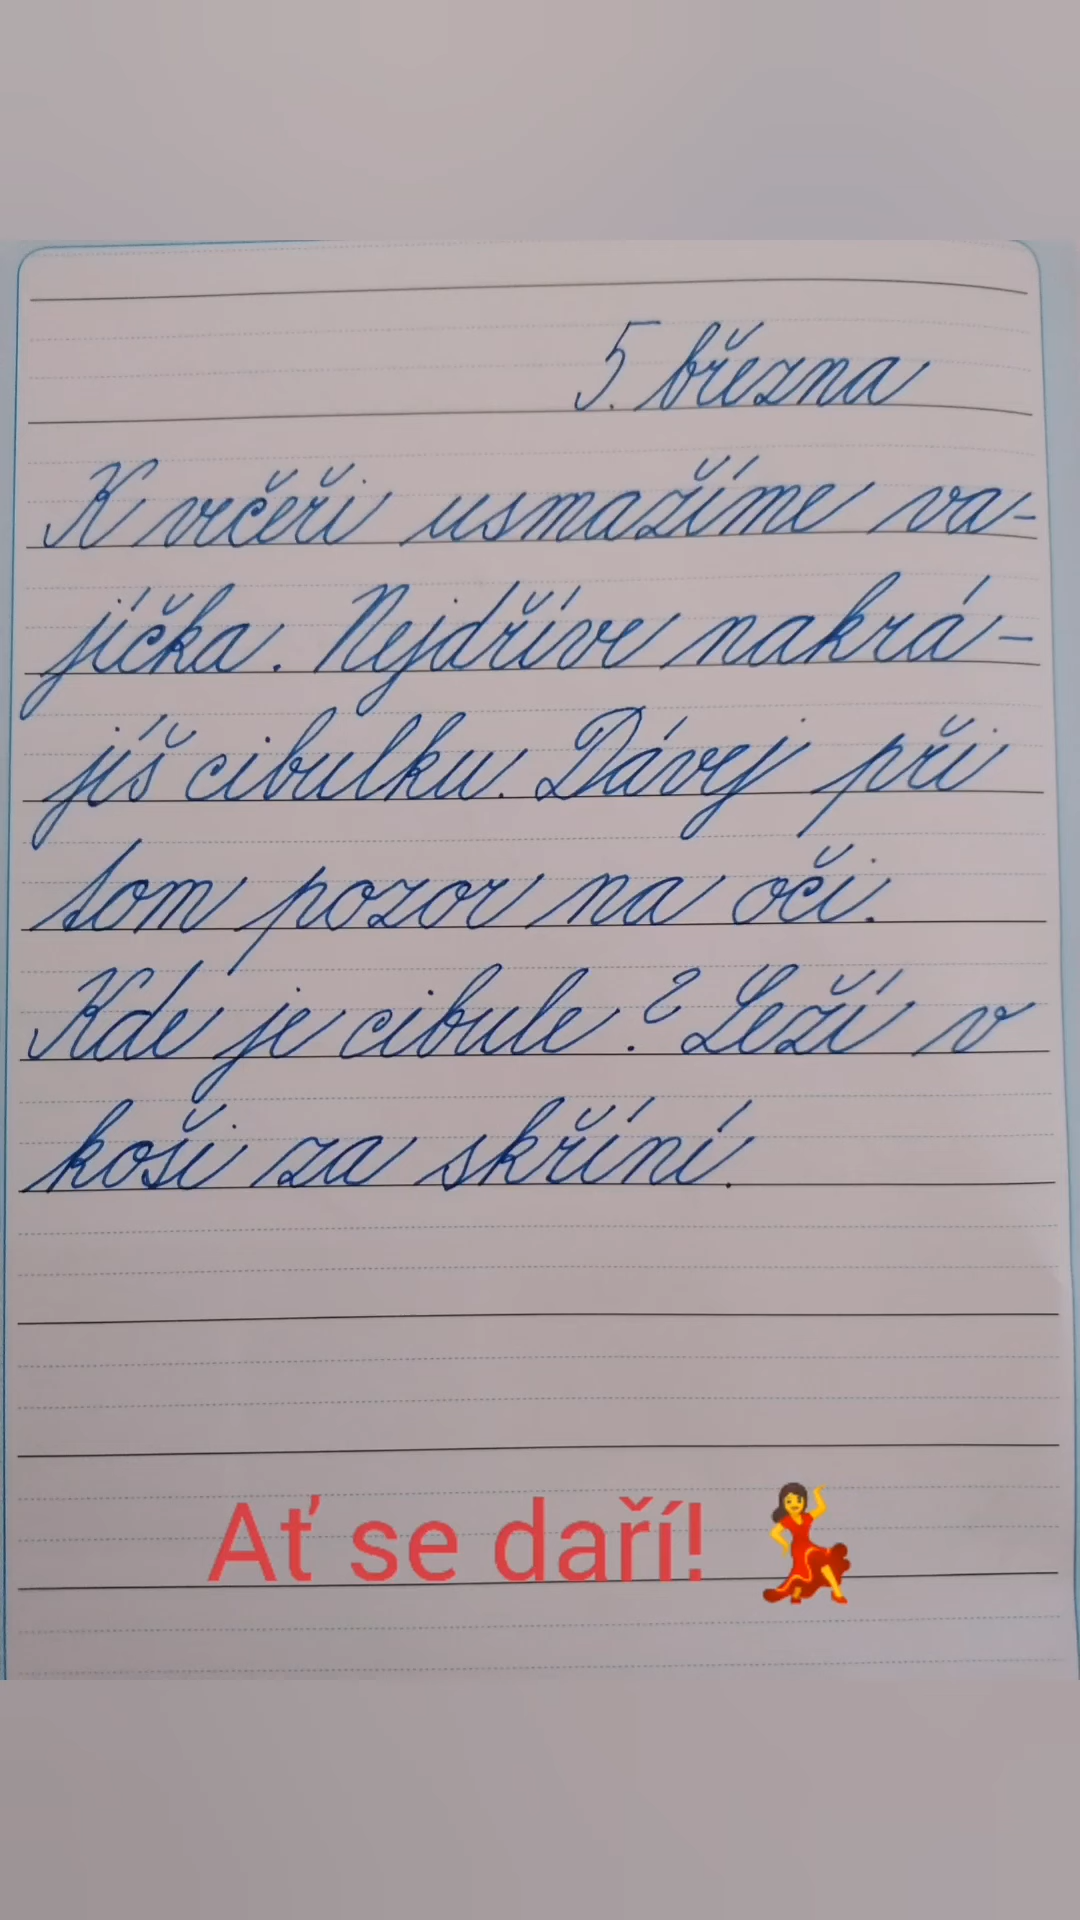 5. března
K večeři usmažíme va-
jíčka. Nejdříve nakrá-
jíš cibulku. Dávej při
tom pozor na oči.
Kde je cibule? Leží v
koši za skříní.
Ať se daří!